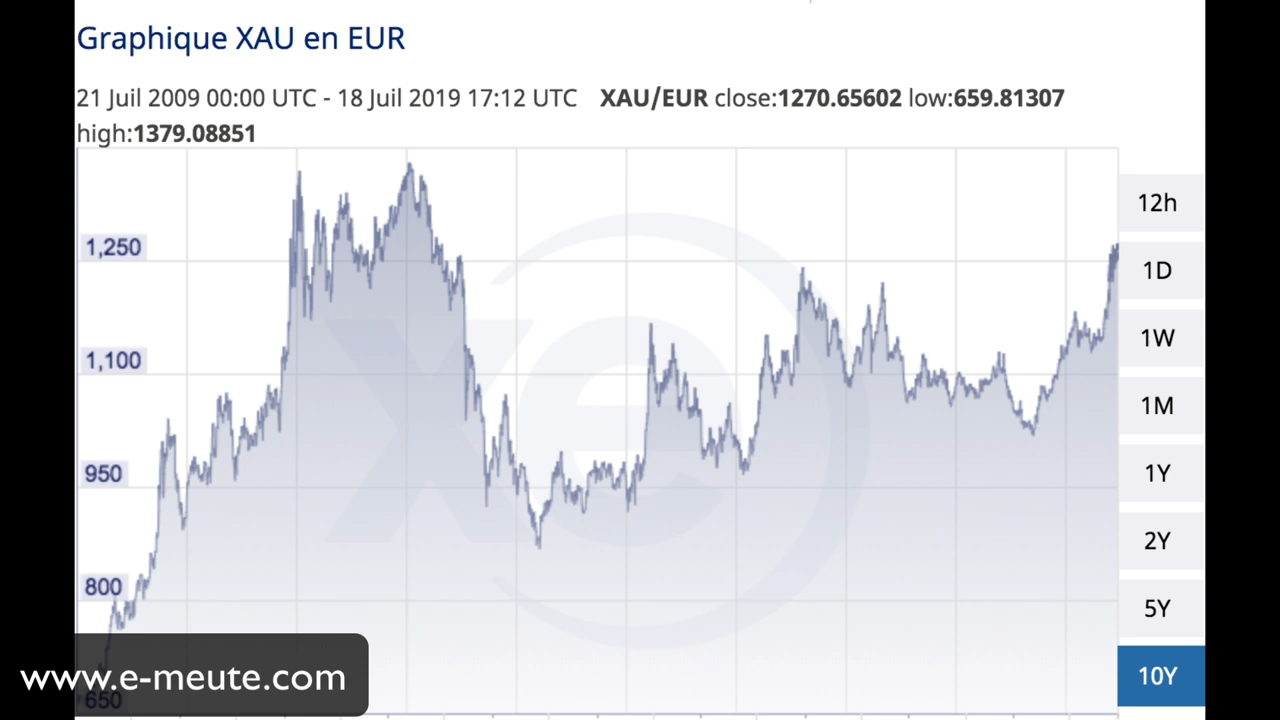 Graphique XAU en EUR
21 Juil 2009 00:00 UTC - 18 Juil 2019 17:12 UTC XAU/EUR close:1270.65602 low:659.81307
high:1379.08851
12h
1,250
1D
1W
1,100
1M
950
1Y
2Y
800
5Y
10Y
www.e-meute.com
650
xe